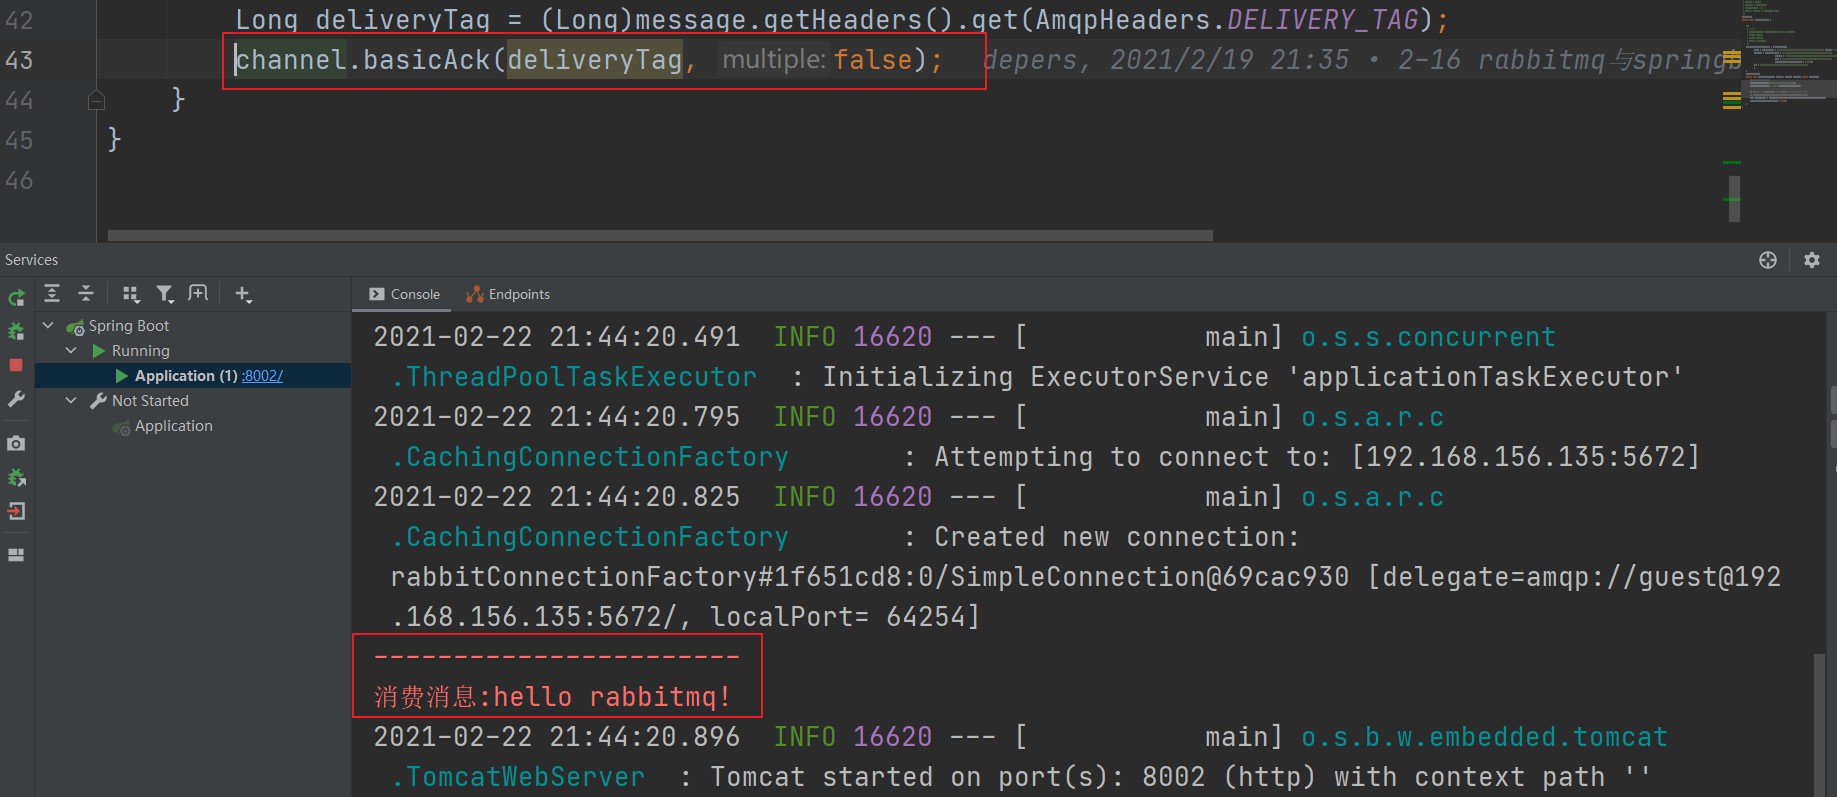 42 Long deliveryTag = (Long)message.getHeaders().get(AmqpHeaders.DELIVERY_TAG);
43 channel.basicAck(deliveryTag, multiple: false); depers, 2021/2/19 21:35 • 2-16 rabbitmq与springb
44 }
45 }
46
Services
Console Endpoints
Spring Boot
Running
Application (1) :8002/
Not Started
Application
2021-02-22 21:44:20.491 INFO 16620 --- [ main] o.s.s.concurrent
.ThreadPoolTaskExecutor : Initializing ExecutorService 'applicationTaskExecutor'
2021-02-22 21:44:20.795 INFO 16620 --- [ main] o.s.a.r.c
.CachingConnectionFactory : Attempting to connect to: [192.168.156.135:5672]
2021-02-22 21:44:20.825 INFO 16620 --- [ main] o.s.a.r.c
.CachingConnectionFactory : Created new connection:
rabbitConnectionFactory#1f651cd8:0/SimpleConnection@69cac930 [delegate=amqp://guest@192
.168.156.135:5672/, localPort= 64254]
-----------------------
消费消息:hello rabbitmq!
2021-02-22 21:44:20.896 INFO 16620 --- [ main] o.s.b.w.embedded.tomcat
.TomcatWebServer : Tomcat started on port(s): 8002 (http) with context path ''